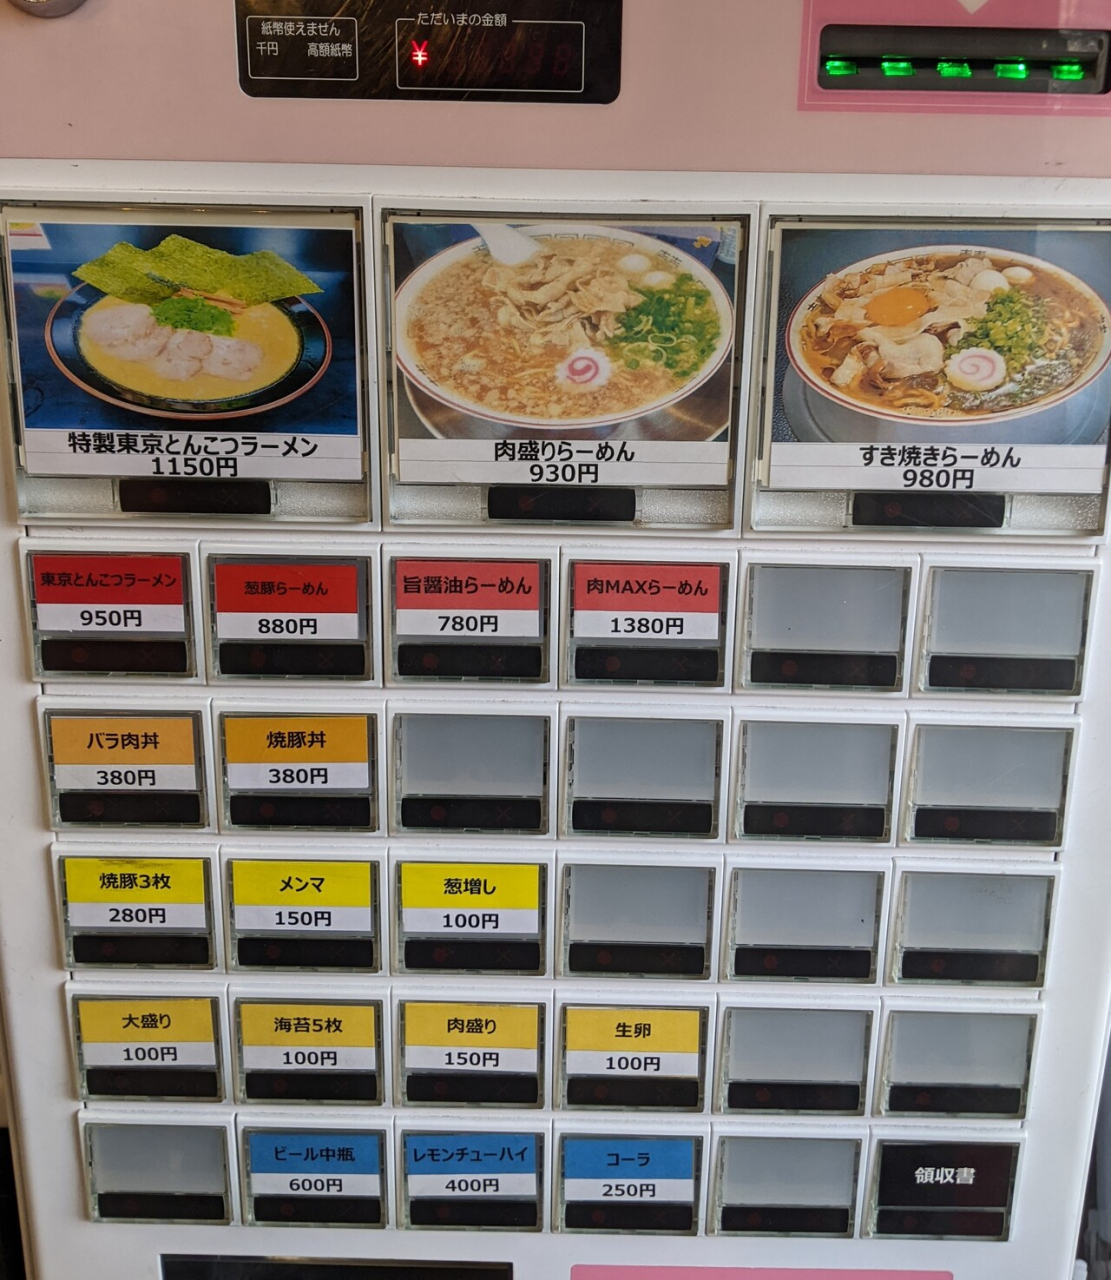 紙幣使えません
千円 高額紙幣
ただいまの金額
¥
特製東京とんこつラーメン
1150円
肉盛りらーめん
930円
すき焼きらーめん
980円
東京とんこつラーメン
950円
葱豚らーめん
880円
旨醤油らーめん
780円
肉MAXらーめん
1380円
バラ肉丼
380円
焼豚丼
380円
焼豚3枚
280円
メンマ
150円
葱増し
100円
大盛り
100円
海苔5枚
100円
肉盛り
150円
生卵
100円
ビール中瓶
600円
レモンチューハイ
400円
コーラ
250円
領収書